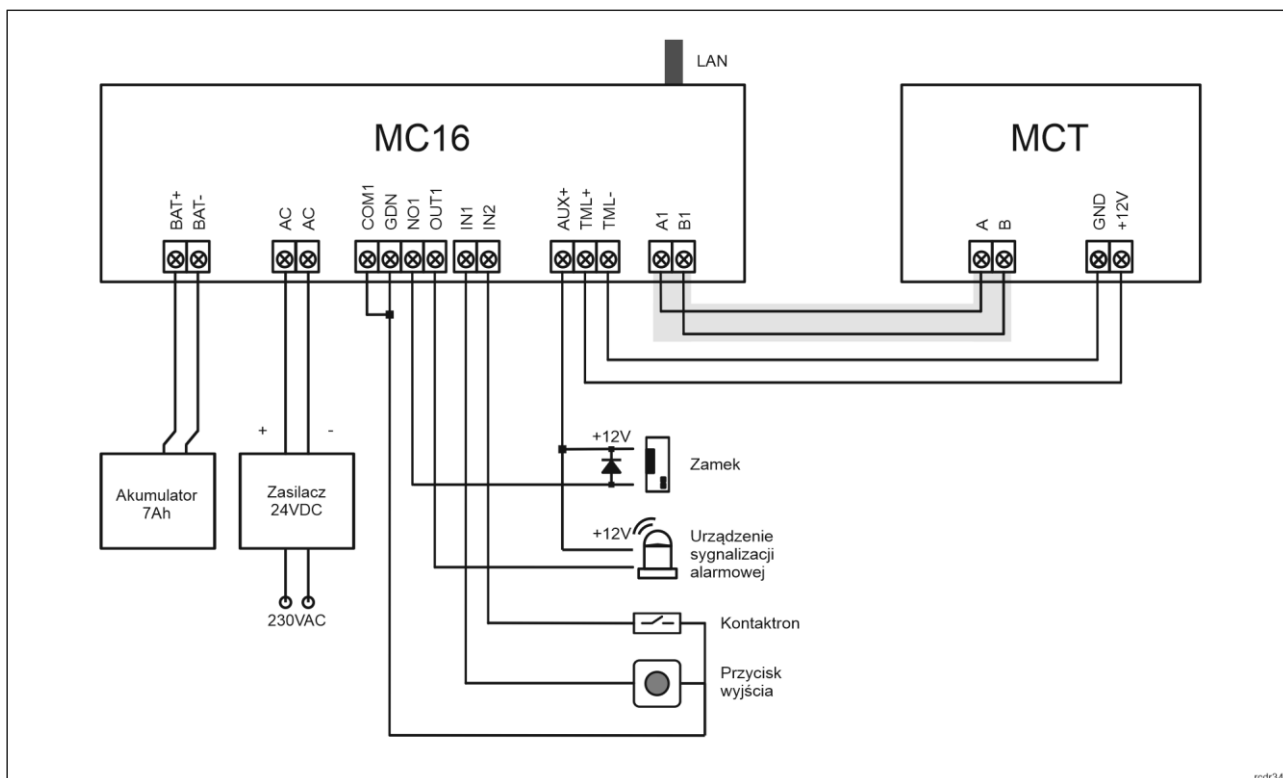 LAN
MC16
MCT
BAT+
BAT-
AC
AC
COM1
GDN
NO1
OUT1
IN1
IN2
AUX+
TML+
TML-
A1
B1
A
B
GND
+12V
+
-
Akumulator
7Ah
Zasilacz
24VDC
230VAC
+12V
Zamek
+12V
Urządzenie
sygnalizacji
alarmowej
Kontaktron
Przycisk
wyjścia